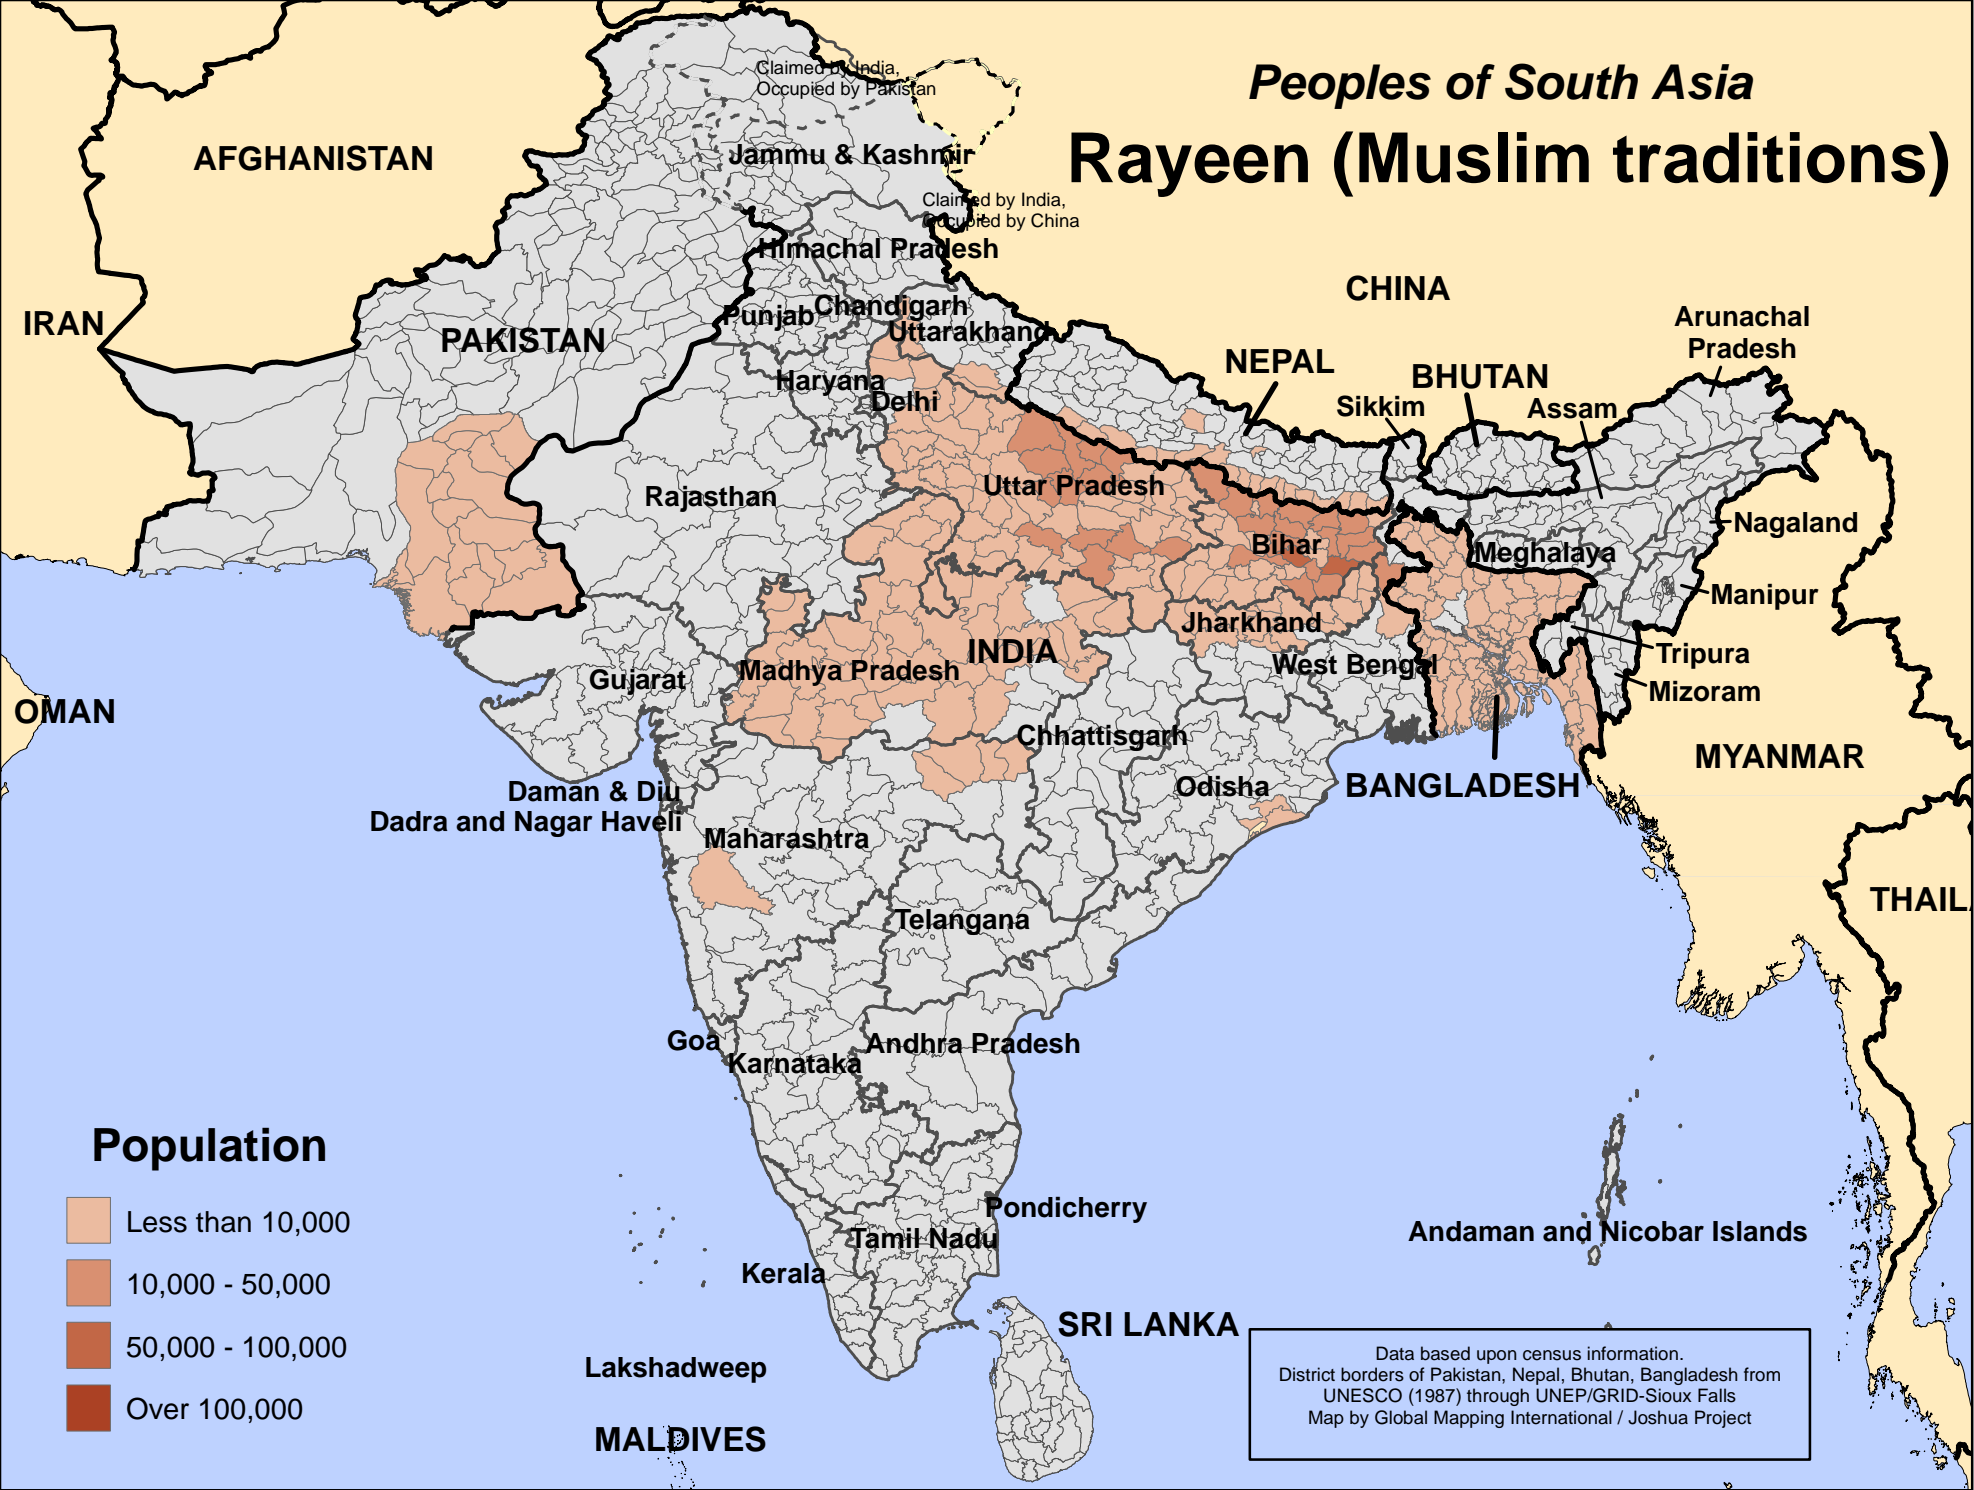 Peoples of South Asia
Rayeen (Muslim traditions)
Claimed by India,
Occupied by Pakistan
AFGHANISTAN
Jammu & Kashmir
Claimed by India,
Occupied by China
Himachal Pradesh
CHINA
IRAN
PAKISTAN
Punjab
Chandigarh
Uttarakhand
Arunachal
Pradesh
NEPAL
BHUTAN
Haryana
Delhi
Sikkim
Assam
Rajasthan
Uttar Pradesh
Nagaland
Bihar
Meghalaya
Manipur
Jharkhand
INDIA
Tripura
Madhya Pradesh
West Bengal
Gujarat
Mizoram
OMAN
Chhattisgarh
MYANMAR
Odisha
BANGLADESH
Daman & Diu
Dadra and Nagar Haveli
Maharashtra
THAIL
Telangana
Goa
Andhra Pradesh
Karnataka
Pondicherry
Tamil Nadu
Andaman and Nicobar Islands
Kerala
SRI LANKA
Lakshadweep
MALDIVES
Population
Less than 10,000
10,000 - 50,000
50,000 - 100,000
Over 100,000
Data based upon census information.
District borders of Pakistan, Nepal, Bhutan, Bangladesh from
UNESCO (1987) through UNEP/GRID-Sioux Falls
Map by Global Mapping International / Joshua Project